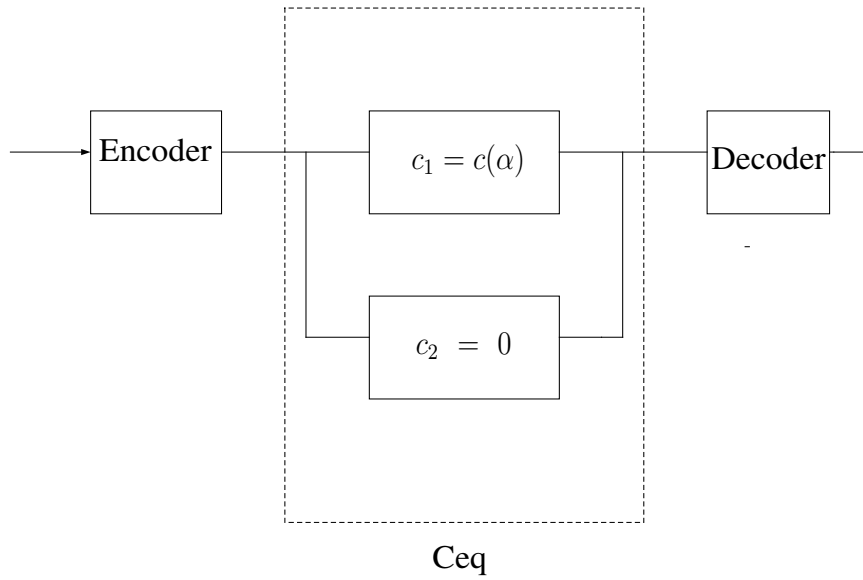 Encoder
c₁ = c(α)
Decoder
-
c₂ = 0
Ceq